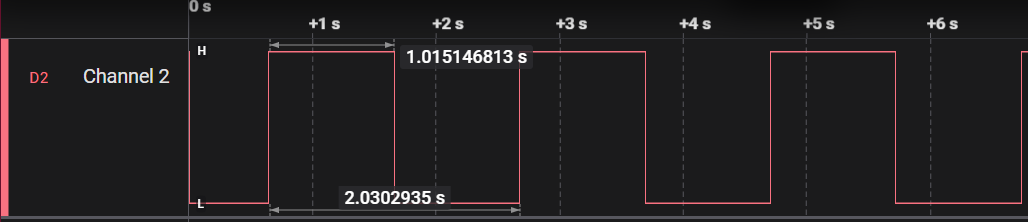 0 s
+1 s +2 s +3 s +4 s +5 s +6 s
H
D2 Channel 2
1.015146813 s
2.0302935 s
L